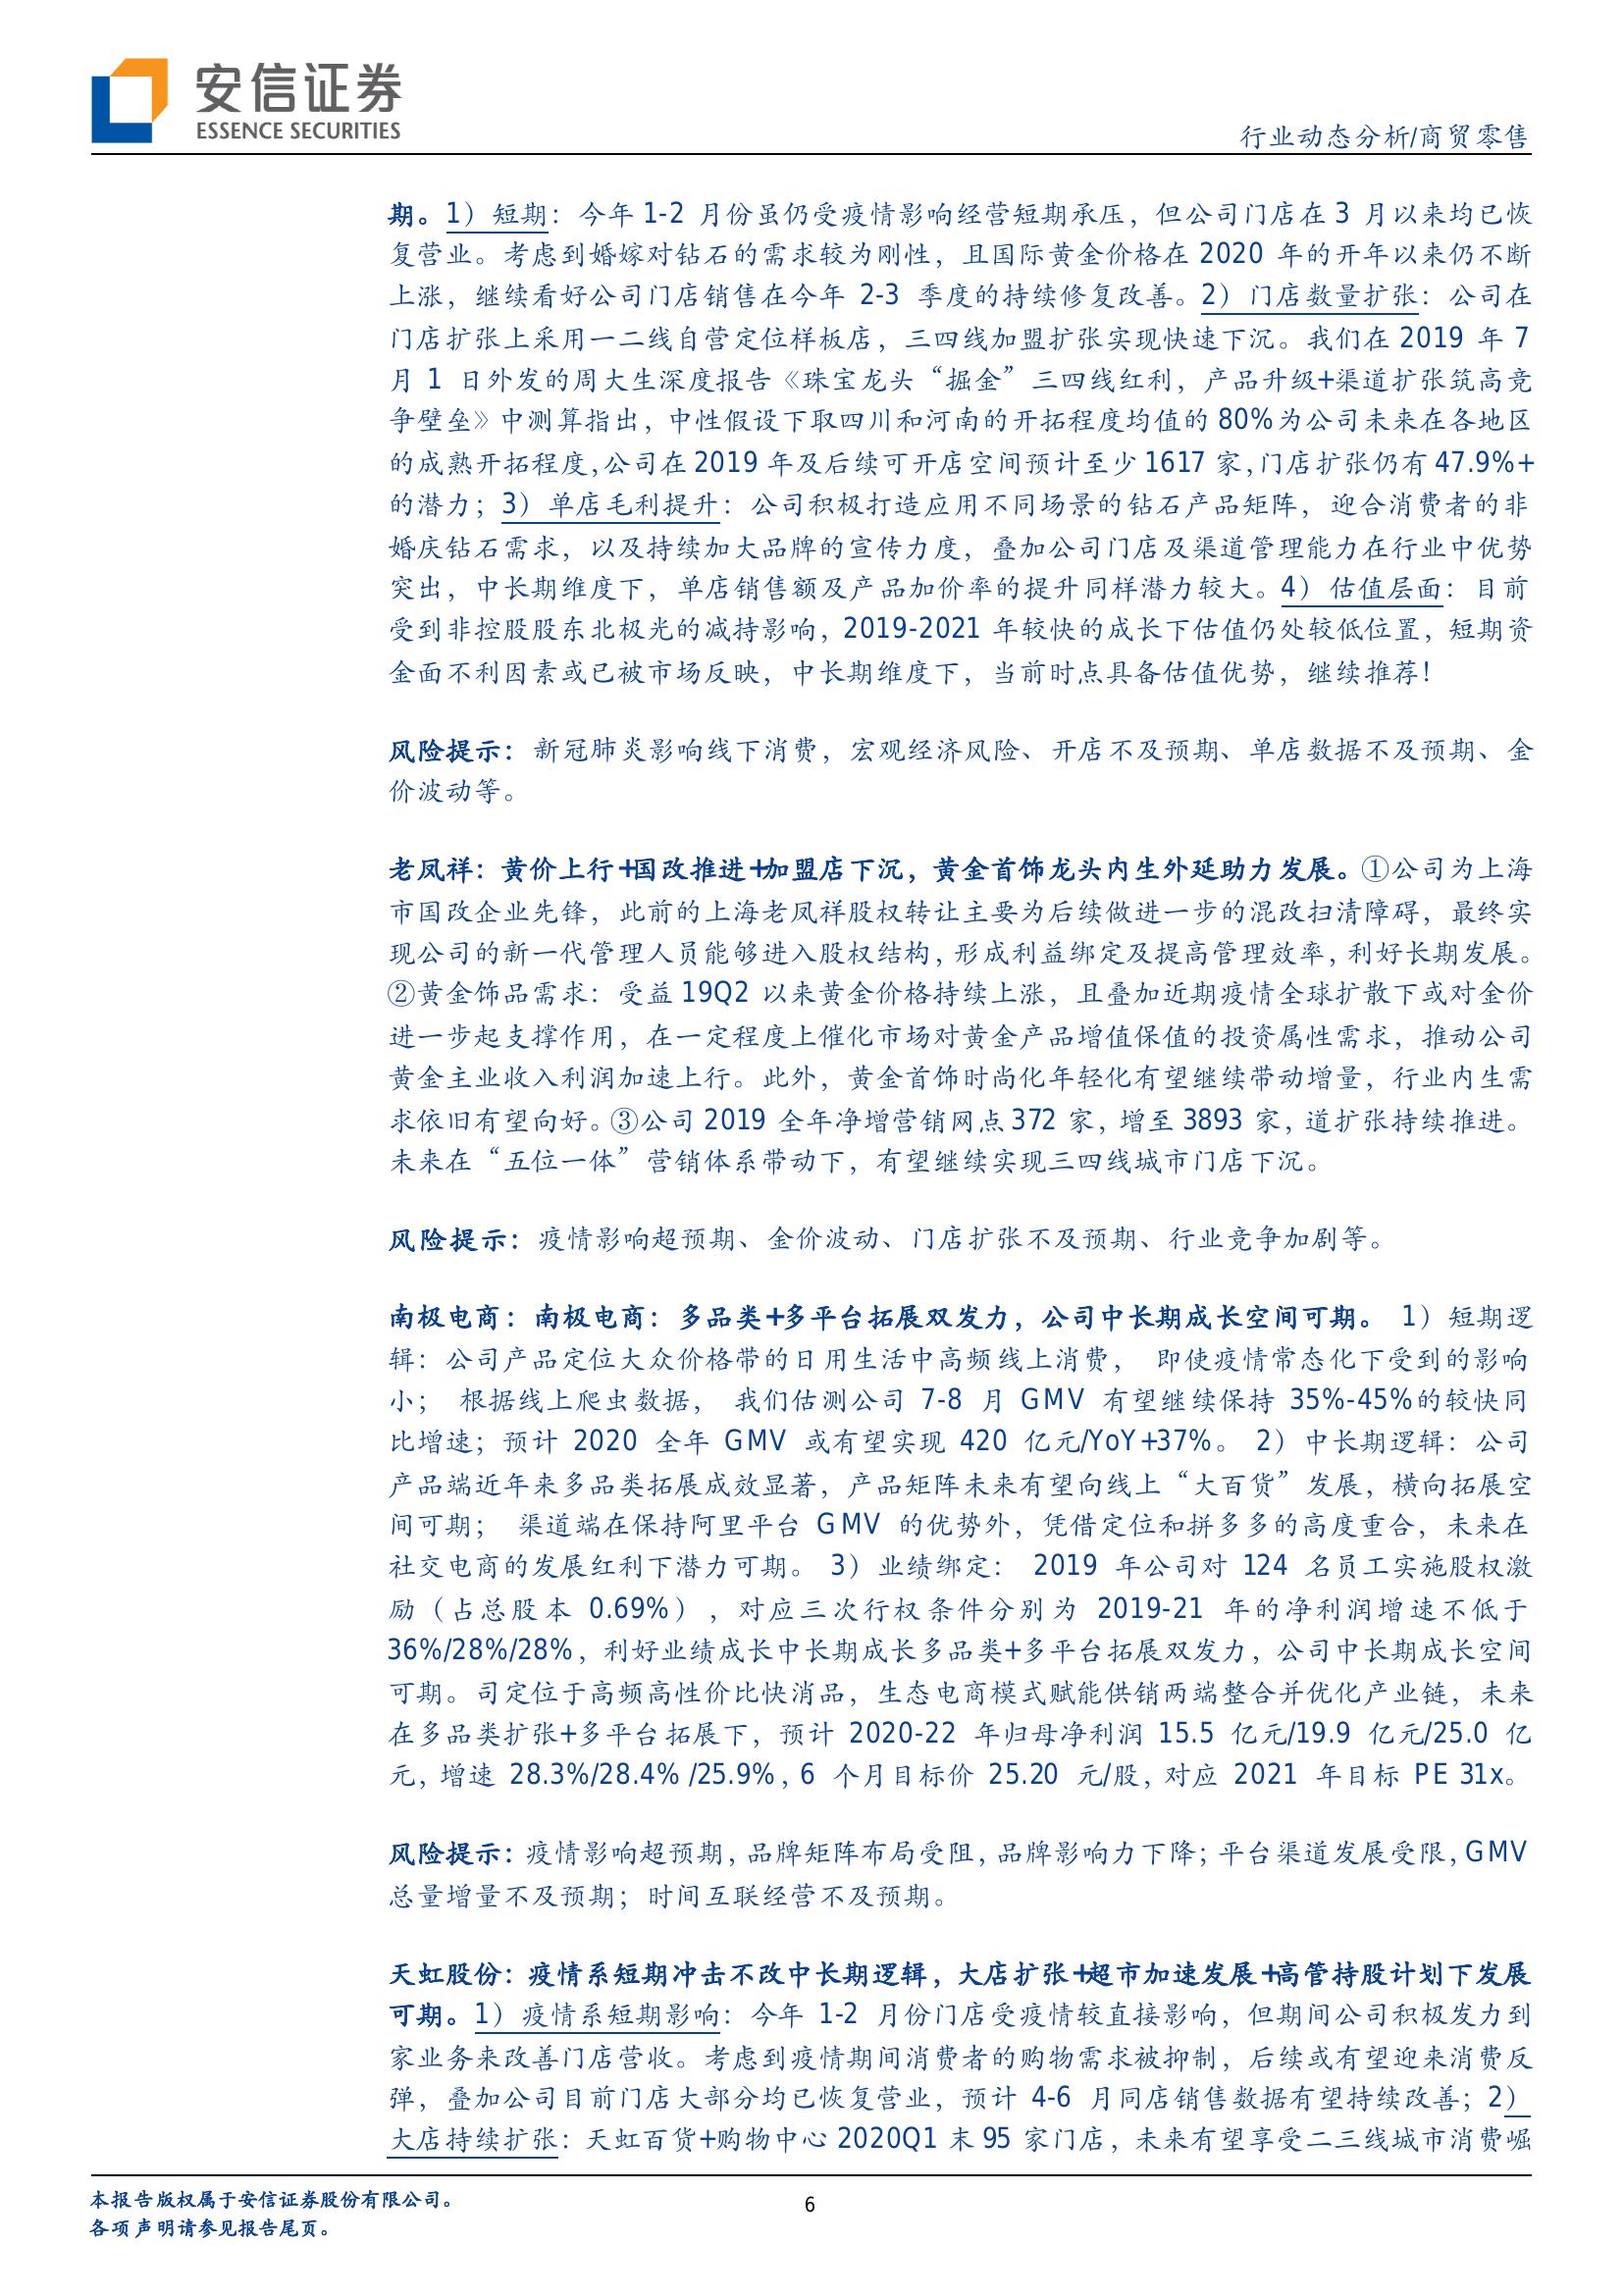 安信证券
ESSENCE SECURITIES
行业动态分析/商贸零售
期。1）短期：今年 1-2 月份虽仍受疫情影响经营短期承压，但公司门店在 3 月以来均已恢
复营业。考虑到婚嫁对钻石的需求较为刚性，且国际黄金价格在 2020 年的开年以来仍不断
上涨，继续看好公司门店销售在今年 2-3 季度的持续修复改善。2）门店数量扩张：公司在
门店扩张上采用一二线自营定位样板店，三四线加盟扩张实现快速下沉。我们在 2019 年 7
月 1 日外发的周大生深度报告《珠宝龙头“掘金”三四线红利，产品升级+渠道扩张筑高竞
争壁垒》中测算指出，中性假设下取四川和河南的开拓程度均值的 80%为公司未来在各地区
的成熟开拓程度，公司在 2019 年及后续可开店空间预计至少 1617 家，门店扩张仍有 47.9%+
的潜力；3）单店毛利提升：公司积极打造应用不同场景的钻石产品矩阵，迎合消费者的非
婚庆钻石需求，以及持续加大品牌的宣传力度，叠加公司门店及渠道管理能力在行业中优势
突出，中长期维度下，单店销售额及产品加价率的提升同样潜力较大。4）估值层面：目前
受到非控股股东北极光的减持影响，2019-2021 年较快的成长下估值仍处较低位置，短期资
金面不利因素或已被市场反映，中长期维度下，当前时点具备估值优势，继续推荐！
风险提示：新冠肺炎影响线下消费，宏观经济风险、开店不及预期、单店数据不及预期、金
价波动等。
老凤祥：黄价上行+国改推进+加盟店下沉，黄金首饰龙头内生外延助力发展。①公司为上海
市国改企业先锋，此前的上海老凤祥股权转让主要为后续做进一步的混改扫清障碍，最终实
现公司的新一代管理人员能够进入股权结构，形成利益绑定及提高管理效率，利好长期发展。
②黄金饰品需求：受益 19Q2 以来黄金价格持续上涨，且叠加近期疫情全球扩散下或对金价
进一步起支撑作用，在一定程度上催化市场对黄金产品增值保值的投资属性需求，推动公司
黄金主业收入利润加速上行。此外，黄金首饰时尚化年轻化有望继续带动增量，行业内生需
求依旧有望向好。③公司 2019 全年净增营销网点 372 家，增至 3893 家，道扩张持续推进。
未来在“五位一体”营销体系带动下，有望继续实现三四线城市门店下沉。
风险提示：疫情影响超预期、金价波动、门店扩张不及预期、行业竞争加剧等。
南极电商：南极电商：多品类+多平台拓展双发力，公司中长期成长空间可期。 1）短期逻
辑：公司产品定位大众价格带的日用生活中高频线上消费， 即使疫情常态化下受到的影响
小； 根据线上爬虫数据， 我们估测公司 7-8 月 GMV 有望继续保持 35%-45%的较快同
比增速；预计 2020 全年 GMV 或有望实现 420 亿元/YoY+37%。 2）中长期逻辑：公司
产品端近年来多品类拓展成效显著，产品矩阵未来有望向线上“大百货”发展，横向拓展空
间可期； 渠道端在保持阿里平台 GMV 的优势外，凭借定位和拼多多的高度重合，未来在
社交电商的发展红利下潜力可期。 3）业绩绑定： 2019 年公司对 124 名员工实施股权激
励（占总股本 0.69%），对应三次行权条件分别为 2019-21 年的净利润增速不低于
36%/28%/28%，利好业绩成长中长期成长多品类+多平台拓展双发力，公司中长期成长空间
可期。司定位于高频高性价比快消品，生态电商模式赋能供销两端整合并优化产业链，未来
在多品类扩张+多平台拓展下，预计 2020-22 年归母净利润 15.5 亿元/19.9 亿元/25.0 亿
元，增速 28.3%/28.4% /25.9%，6 个月目标价 25.20 元/股，对应 2021 年目标 PE 31x。
风险提示：疫情影响超预期，品牌矩阵布局受阻，品牌影响力下降；平台渠道发展受限，GMV
总量增量不及预期；时间互联经营不及预期。
天虹股份：疫情系短期冲击不改中长期逻辑，大店扩张+超市加速发展+高管持股计划下发展
可期。1）疫情系短期影响：今年 1-2 月份门店受疫情较直接影响，但期间公司积极发力到
家业务来改善门店营收。考虑到疫情期间消费者的购物需求被抑制，后续或有望迎来消费反
弹，叠加公司目前门店大部分均已恢复营业，预计 4-6 月同店销售数据有望持续改善；2）
大店持续扩张：天虹百货+购物中心 2020Q1 末 95 家门店，未来有望享受二三线城市消费崛
本报告版权属于安信证券股份有限公司。
各项声明请参见报告尾页。
6